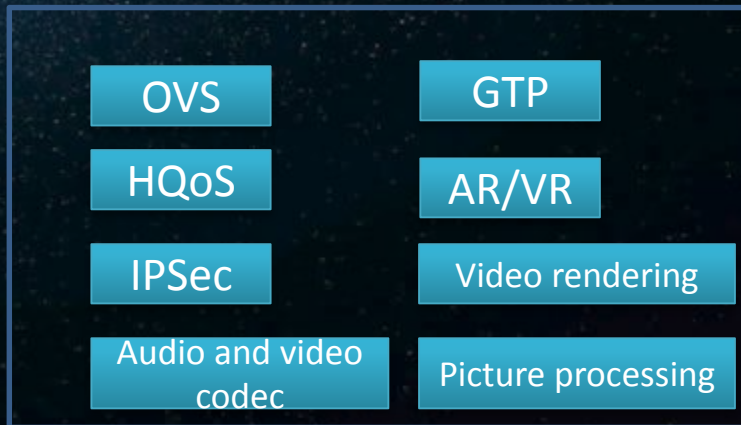 OVS
GTP
HQoS
AR/VR
IPSec
Video rendering
Audio and video
codec
Picture processing